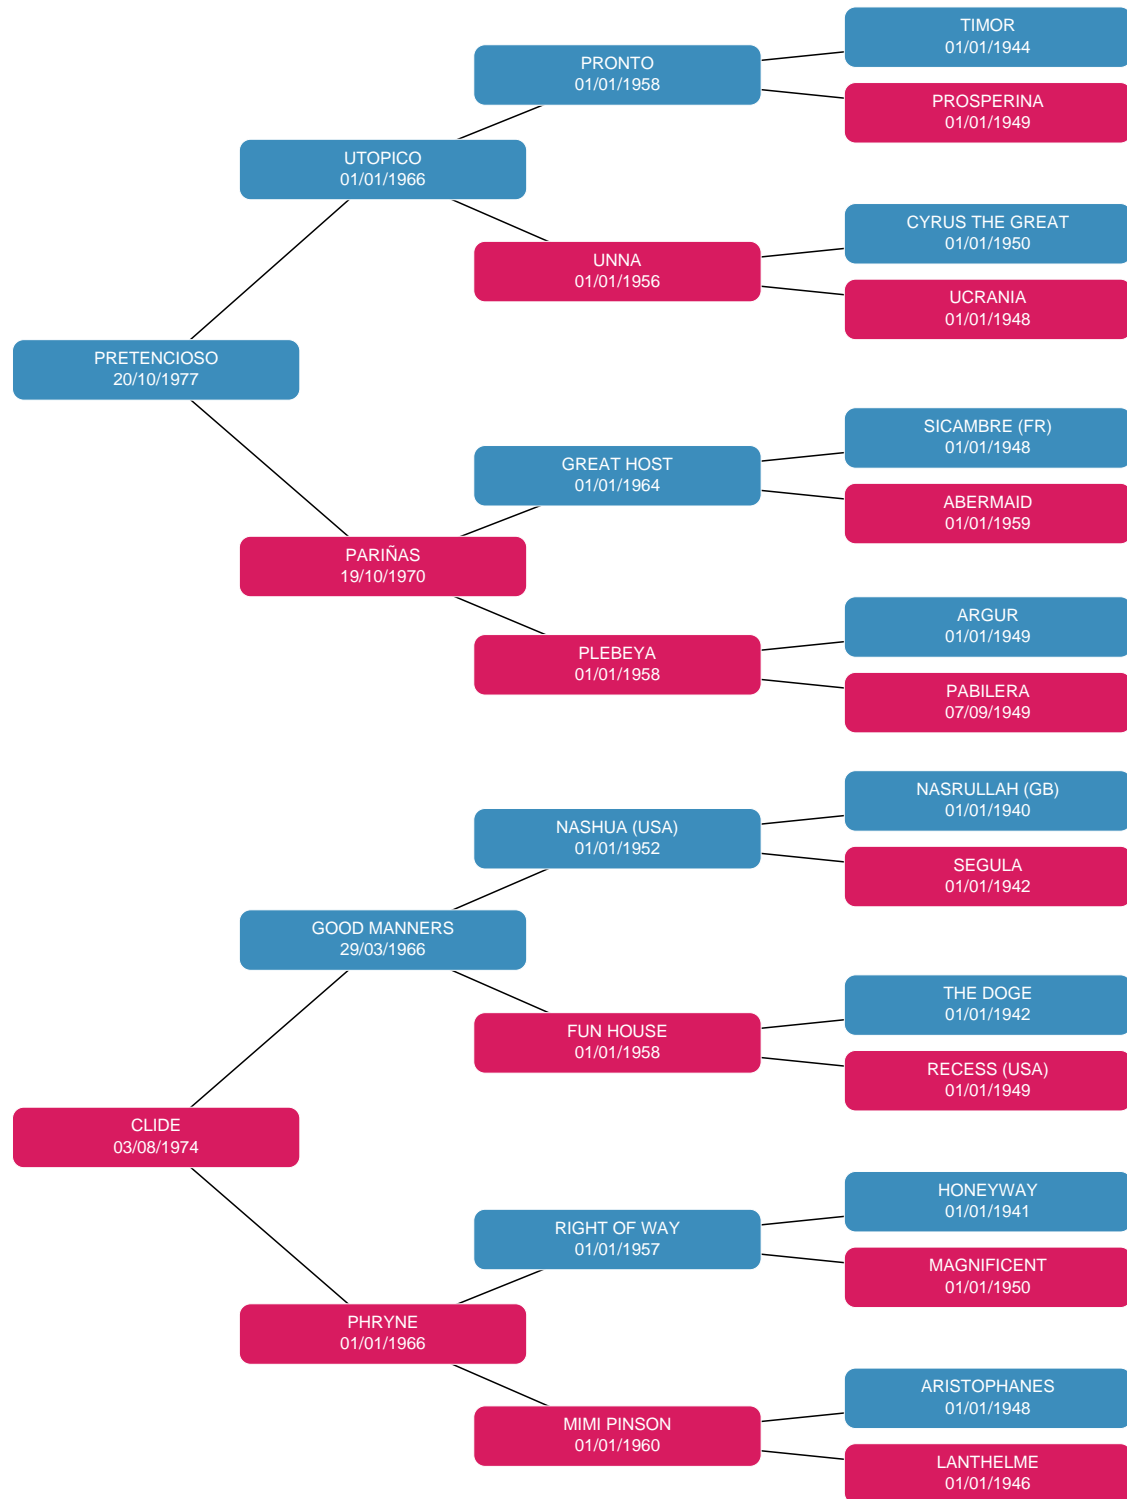 TIMOR
01/01/1944
PRONTO
01/01/1958
PROSPERINA
01/01/1949
UTOPICO
01/01/1966
CYRUS THE GREAT
01/01/1950
UNNA
01/01/1956
UCRANIA
01/01/1948
PRETENCIOSO
20/10/1977
SICAMBRE (FR)
01/01/1948
GREAT HOST
01/01/1964
ABERMAID
01/01/1959
PARIÑAS
19/10/1970
ARGUR
01/01/1949
PLEBEYA
01/01/1958
PABILERA
07/09/1949
NASRULLAH (GB)
01/01/1940
NASHUA (USA)
01/01/1952
SEGULA
01/01/1942
GOOD MANNERS
29/03/1966
THE DOGE
01/01/1942
FUN HOUSE
01/01/1958
RECESS (USA)
01/01/1949
CLIDE
03/08/1974
HONEYWAY
01/01/1941
RIGHT OF WAY
01/01/1957
MAGNIFICENT
01/01/1950
PHRYNE
01/01/1966
ARISTOPHANES
01/01/1948
MIMI PINSON
01/01/1960
LANTHELME
01/01/1946